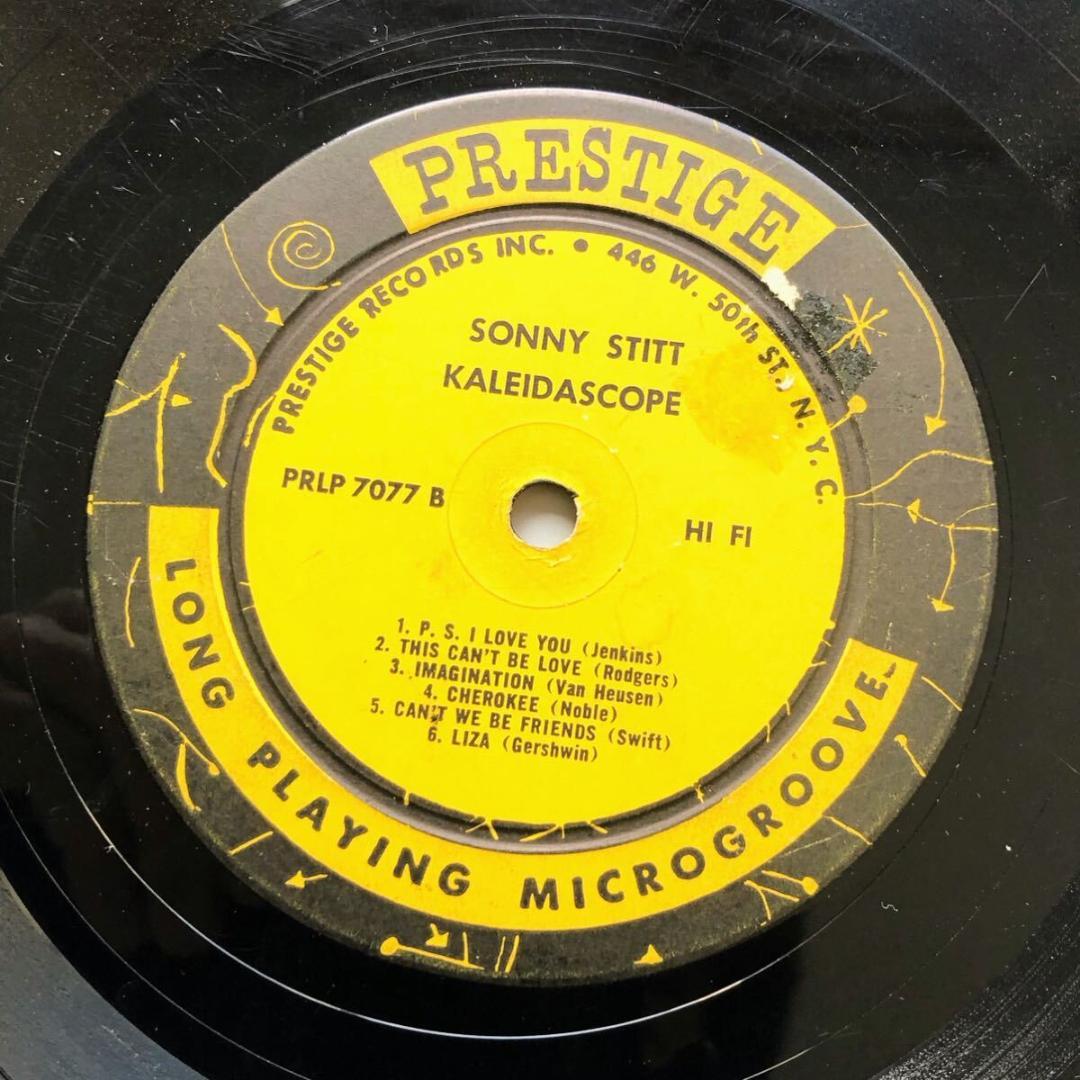 PRESTIGE
PRESTIGE RECORDS INC. • 446 W. 50th ST., N. Y. C.
SONNY STITT
KALEIDASCOPE
PRLP 7077 B
HI FI
1. P. S. I LOVE YOU (Jenkins)
2. THIS CAN'T BE LOVE (Rodgers)
3. IMAGINATION (Van Heusen)
4. CHEROKEE (Noble)
5. CAN'T WE BE FRIENDS (Swift)
6. LIZA (Gershwin)
LONG PLAYING MICROGROOVE